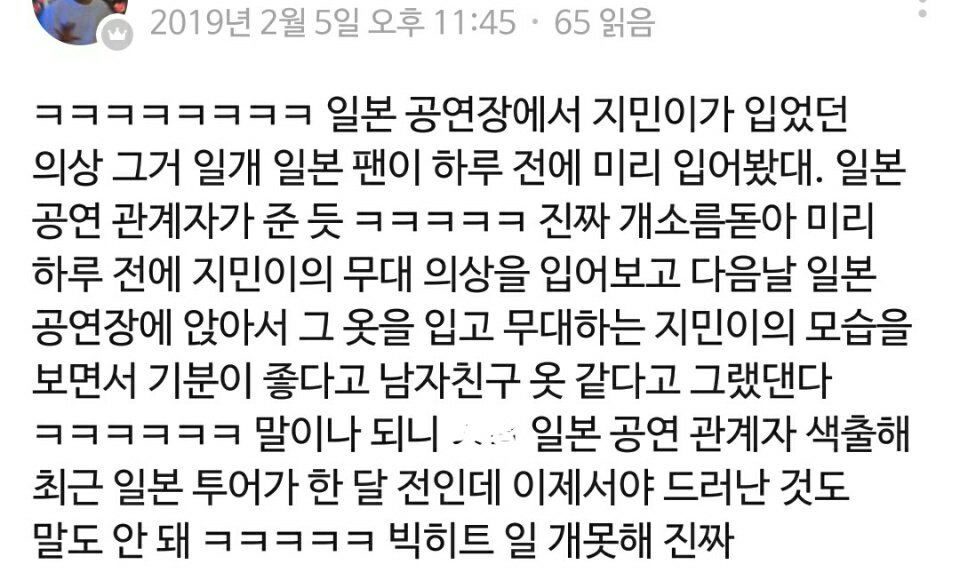 2019년 2월 5일 오후 11:45 · 65 읽음
ㅋㅋㅋㅋㅋㅋㅋㅋ 일본 공연장에서 지민이가 입었던
의상 그거 일개 일본 팬이 하루 전에 미리 입어봤대. 일본
공연 관계자가 준 듯 ㅋㅋㅋㅋㅋ 진짜 개소름돋아 미리
하루 전에 지민이의 무대 의상을 입어보고 다음날 일본
공연장에 앉아서 그 옷을 입고 무대하는 지민이의 모습을
보면서 기분이 좋다고 남자친구 옷 같다고 그랬댄다
ㅋㅋㅋㅋㅋㅋ 말이나 되니 일본 공연 관계자 색출해
최근 일본 투어가 한 달 전인데 이제서야 드러난 것도
말도 안 돼 ㅋㅋㅋㅋㅋ 빅히트 일 개못해 진짜